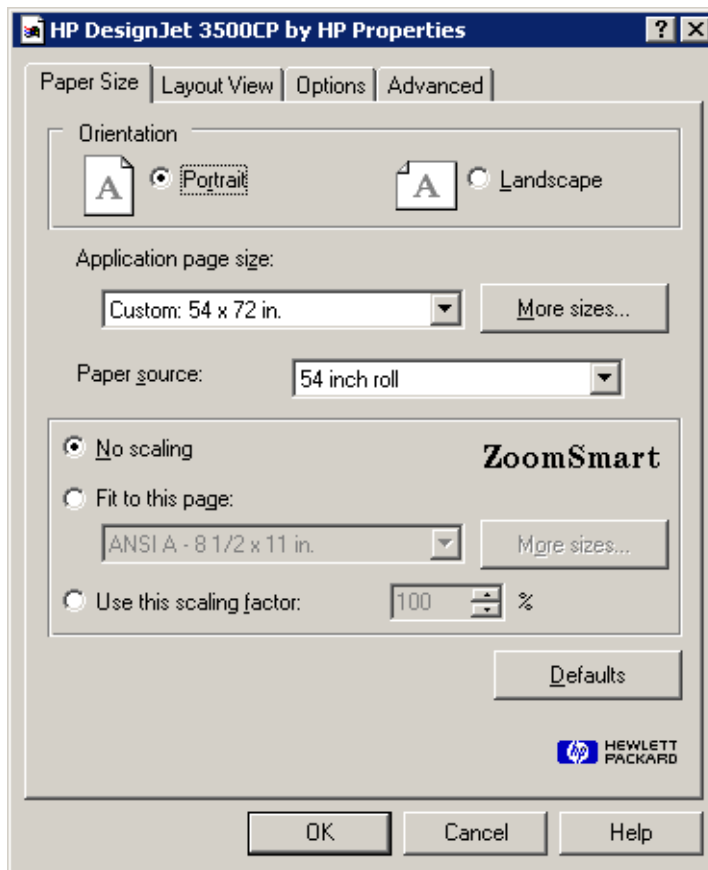 HP DesignJet 3500CP by HP Properties
Paper Size Layout View Options Advanced
Orientation
A Portrait A Landscape
Application page size:
Custom: 54 x 72 in. More sizes...
Paper source: 54 inch roll
No scaling ZoomSmart
Fit to this page:
ANSI A - 8 1/2 x 11 in. More sizes...
Use this scaling factor: 100 %
Defaults
hp HEWLETT
PACKARD
OK Cancel Help